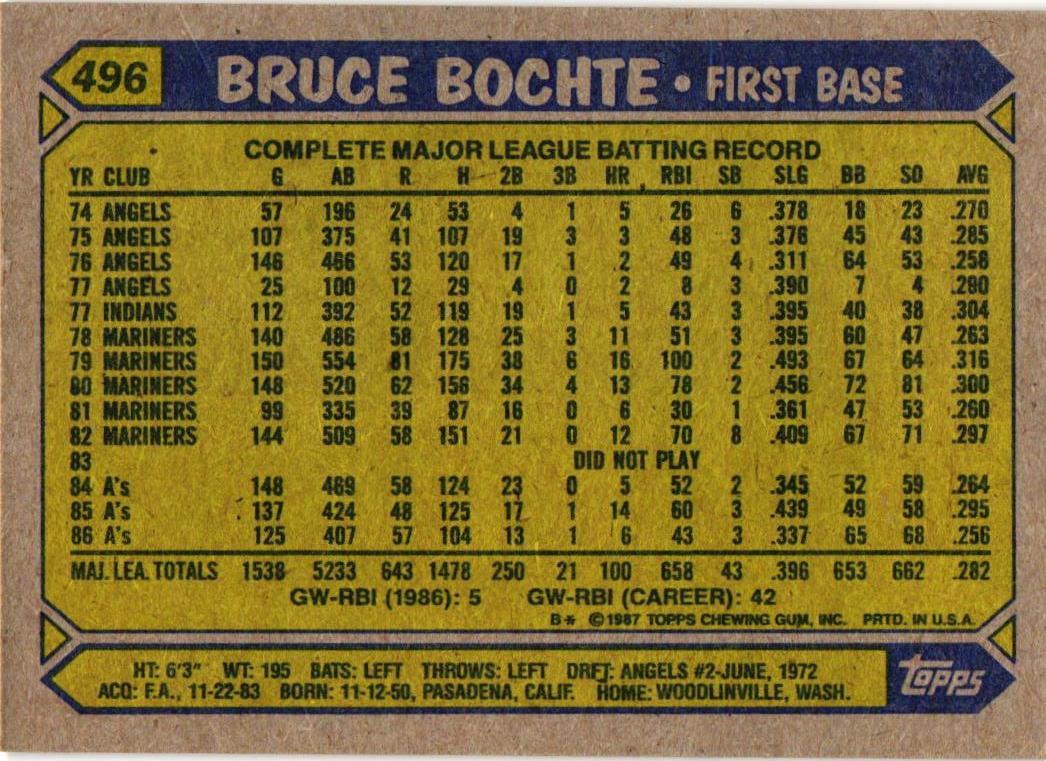 496 BRUCE BOCHTE • FIRST BASE
COMPLETE MAJOR LEAGUE BATTING RECORD
YR CLUB G AB R H 2B 3B HR RBI SB SLG BB SO AVG
74 ANGELS 57 196 24 53 4 1 5 26 6 .378 18 23 .270
75 ANGELS 107 375 41 107 19 3 3 48 3 .376 45 43 .285
76 ANGELS 146 466 53 120 17 1 2 49 4 .311 64 53 .258
77 ANGELS 25 100 12 29 4 0 2 8 3 .390 7 4 .290
77 INDIANS 112 392 52 119 19 1 5 43 3 .395 40 38 .304
78 MARINERS 140 486 58 128 25 3 11 51 3 .395 60 47 .263
79 MARINERS 150 554 81 175 38 6 16 100 2 .493 67 64 .316
80 MARINERS 148 520 62 156 34 4 13 78 2 .456 72 81 .300
81 MARINERS 99 335 39 87 16 0 6 30 1 .361 47 53 .260
82 MARINERS 144 509 58 151 21 0 12 70 8 .409 67 71 .297
83 DID NOT PLAY
84 A's 148 469 58 124 23 0 5 52 2 .345 52 59 .264
85 A's 137 424 48 125 17 1 14 60 3 .439 49 58 .295
86 A's 125 407 57 104 13 1 6 43 3 .337 65 68 .256
MAJ. LEA. TOTALS 1538 5233 643 1478 250 21 100 658 43 .396 653 662 .282
GW-RBI (1986): 5 GW-RBI (CAREER): 42
B* ©1987 TOPPS CHEWING GUM, INC. PRTD. IN U.S.A.
HT: 6'3" WT: 195 BATS: LEFT THROWS: LEFT DRFT: ANGELS #2-JUNE, 1972
ACQ: F.A., 11-22-83 BORN: 11-12-50, PASADENA, CALIF. HOME: WOODLINVILLE, WASH.
topps